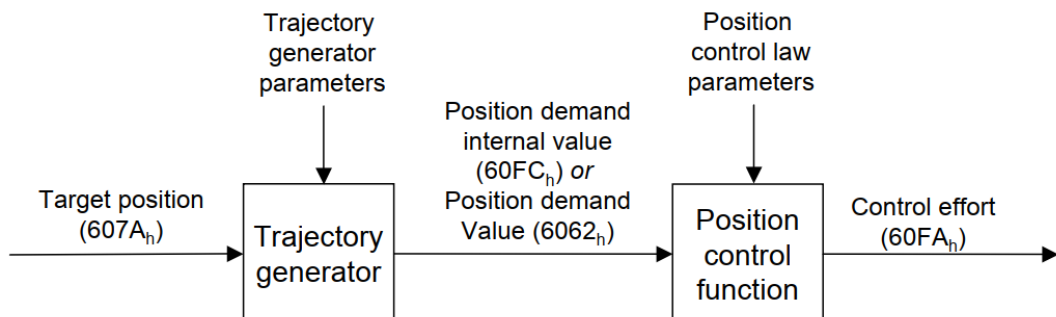 Trajectory
generator
parameters
Position
control law
parameters
Position demand
internal value
(60FCₕ) or
Position demand
Value (6062ₕ)
Target position
(607Aₕ)
Trajectory
generator
Position
control
function
Control effort
(60FAₕ)